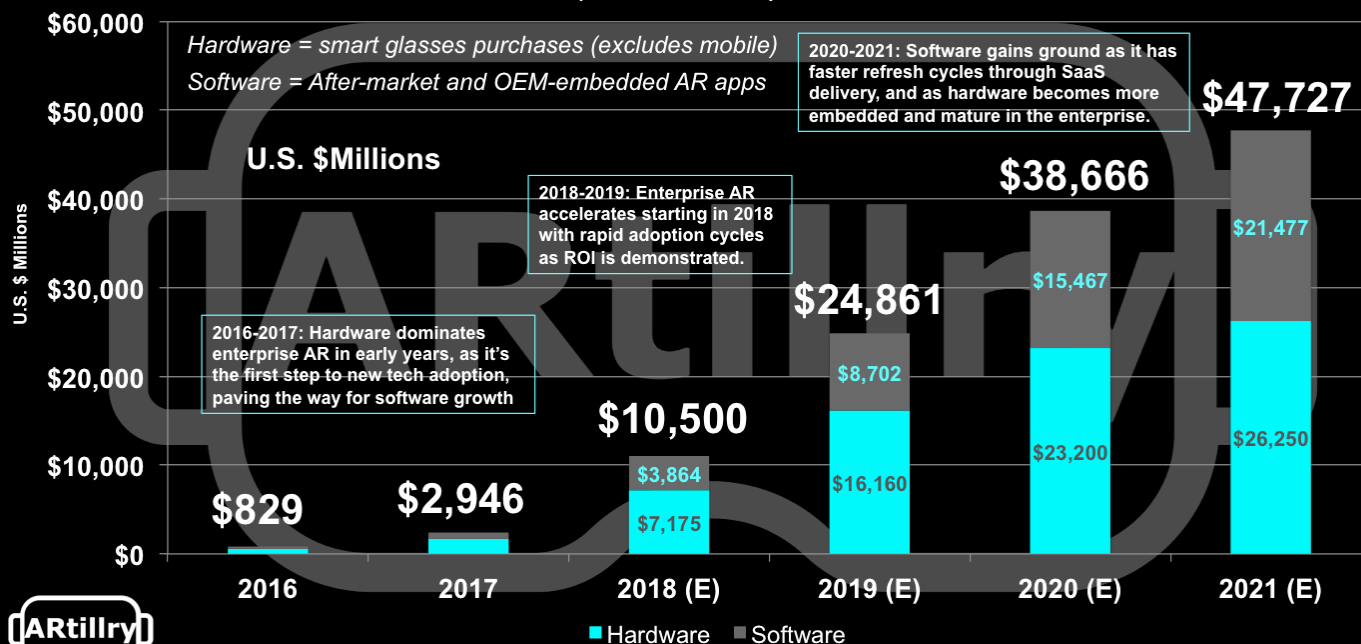 $60,000
$50,000
$40,000
$30,000
$20,000
$10,000
$0
U.S. $ Millions
Hardware = smart glasses purchases (excludes mobile)
Software = After-market and OEM-embedded AR apps
U.S. $Millions
2016-2017: Hardware dominates
enterprise AR in early years, as it's
the first step to new tech adoption,
paving the way for software growth
2018-2019: Enterprise AR
accelerates starting in 2018
with rapid adoption cycles
as ROI is demonstrated.
2020-2021: Software gains ground as it has
faster refresh cycles through SaaS
delivery, and as hardware becomes more
embedded and mature in the enterprise.
$829
$2,946
$10,500
$3,864
$7,175
$24,861
$8,702
$16,160
$38,666
$15,467
$23,200
$47,727
$21,477
$26,250
2016
2017
2018 (E)
2019 (E)
2020 (E)
2021 (E)
Hardware
Software
ARtillry
ARtillry